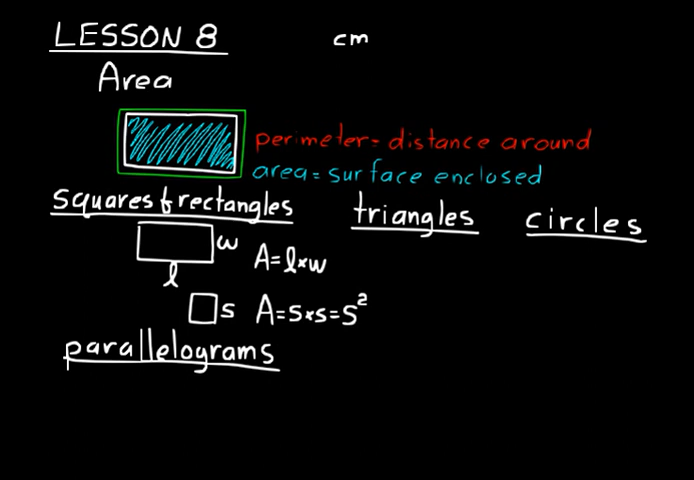 LESSON 8
cm
Area
perimeter = distance around
area = surface enclosed
squares & rectangles
triangles
circles
w
A=l×w
l
s
A=s×s=s²
parallelograms